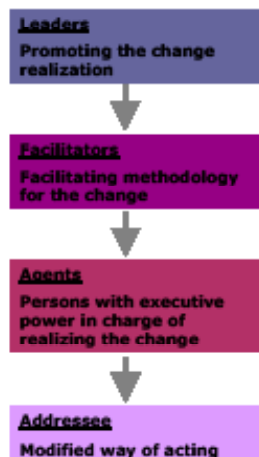 Leaders
Promoting the change
realization
Facilitators
Facilitating methodology
for the change
Agents
Persons with executive
power in charge of
realizing the change
Addressee
Modified way of acting